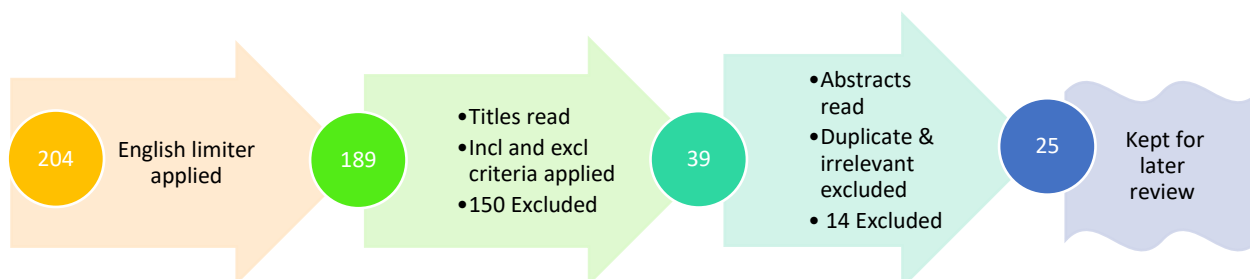 204
English limiter
applied
189
•Titles read
•Incl and excl
criteria applied
•150 Excluded
39
•Abstracts
read
•Duplicate &
irrelevant
excluded
• 14 Excluded
25
Kept for
later
review